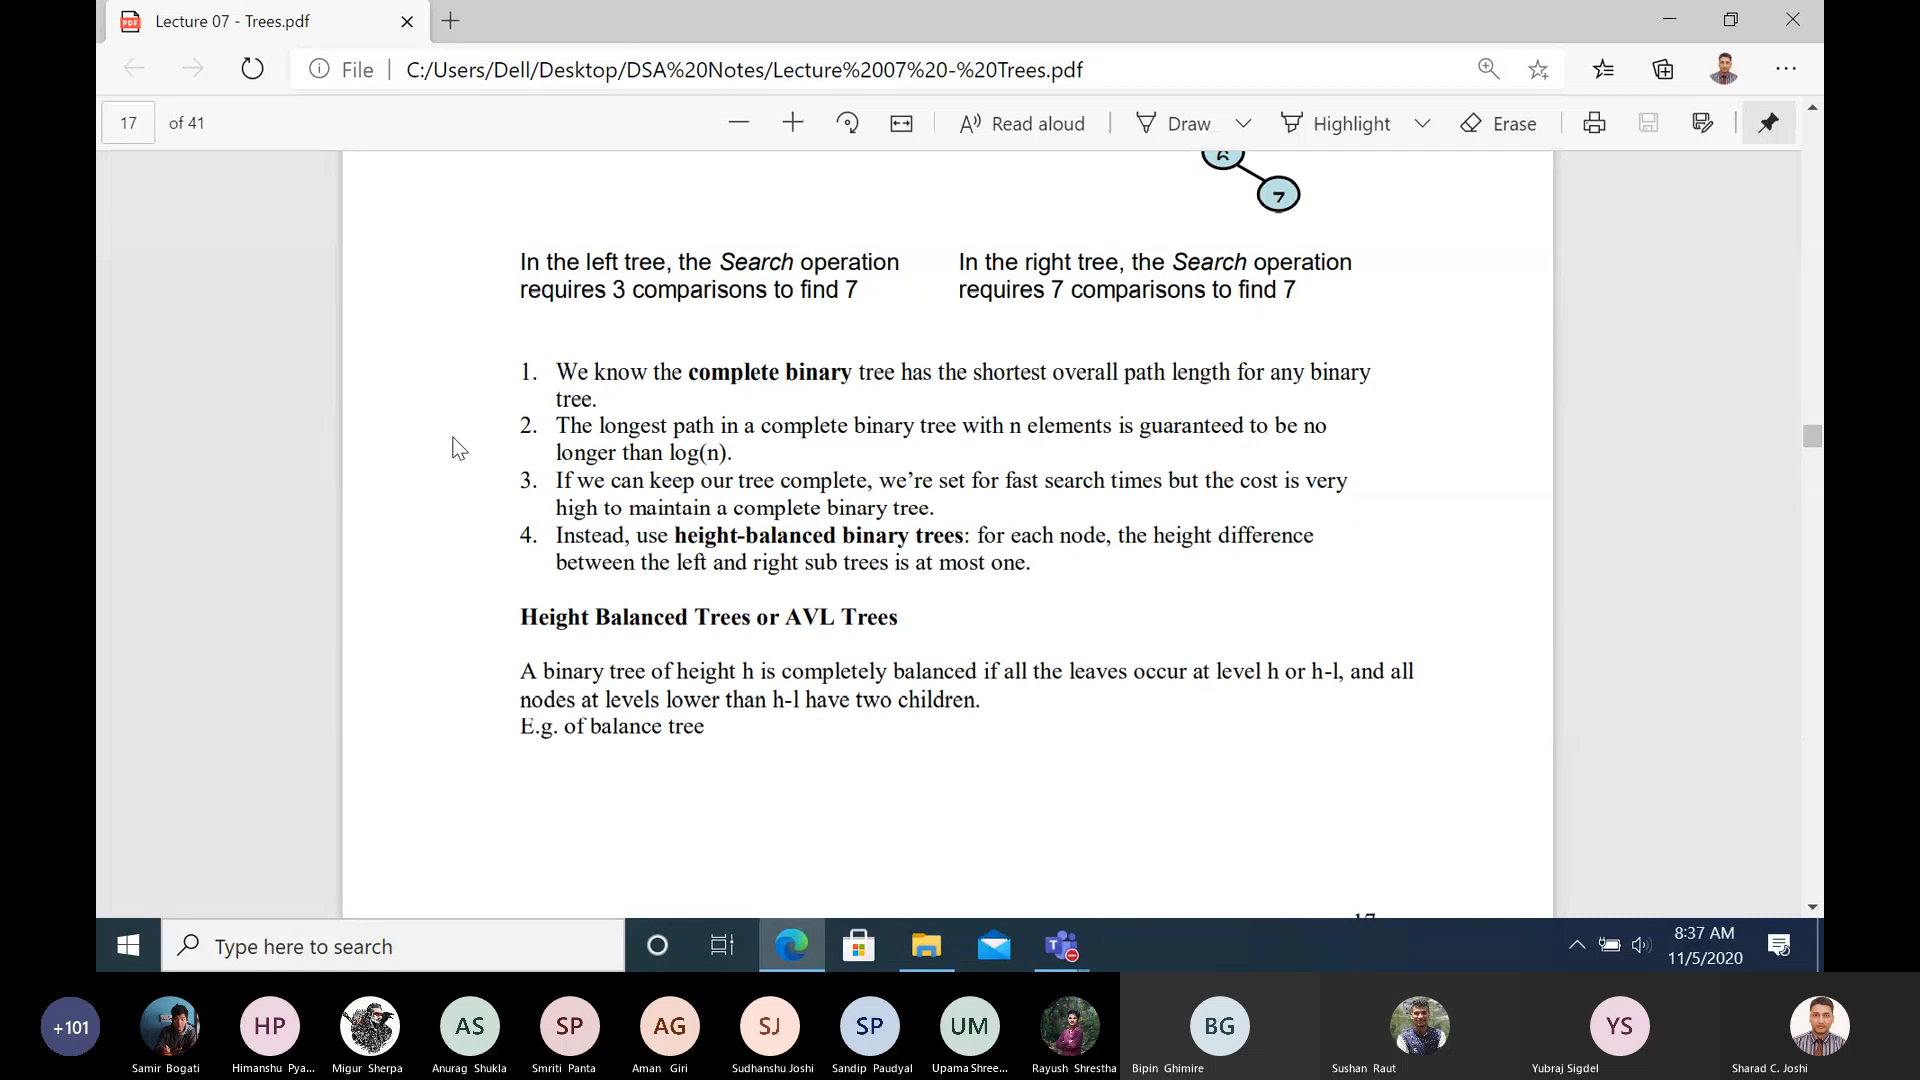 Lecture 07 - Trees.pdf
File
C:/Users/Dell/Desktop/DSA%20Notes/Lecture%2007%20-%20Trees.pdf
17 of 41
Read aloud
Draw
Highlight
Erase
6
7
In the left tree, the Search operation
requires 3 comparisons to find 7
In the right tree, the Search operation
requires 7 comparisons to find 7
1. We know the complete binary tree has the shortest overall path length for any binary
tree.
2. The longest path in a complete binary tree with n elements is guaranteed to be no
longer than log(n).
3. If we can keep our tree complete, we’re set for fast search times but the cost is very
high to maintain a complete binary tree.
4. Instead, use height-balanced binary trees: for each node, the height difference
between the left and right sub trees is at most one.
Height Balanced Trees or AVL Trees
A binary tree of height h is completely balanced if all the leaves occur at level h or h-l, and all
nodes at levels lower than h-l have two children.
E.g. of balance tree
17
Type here to search
8:37 AM
11/5/2020
+101
HP
AS
SP
AG
SJ
SP
UM
BG
YS
Samir Bogati
Himanshu Pya...
Migur Sherpa
Anurag Shukla
Smriti Panta
Aman Giri
Sudhanshu Joshi
Sandip Paudyal
Upama Shree...
Rayush Shrestha
Bipin Ghimire
Sushan Raut
Yubraj Sigdel
Sharad C. Joshi